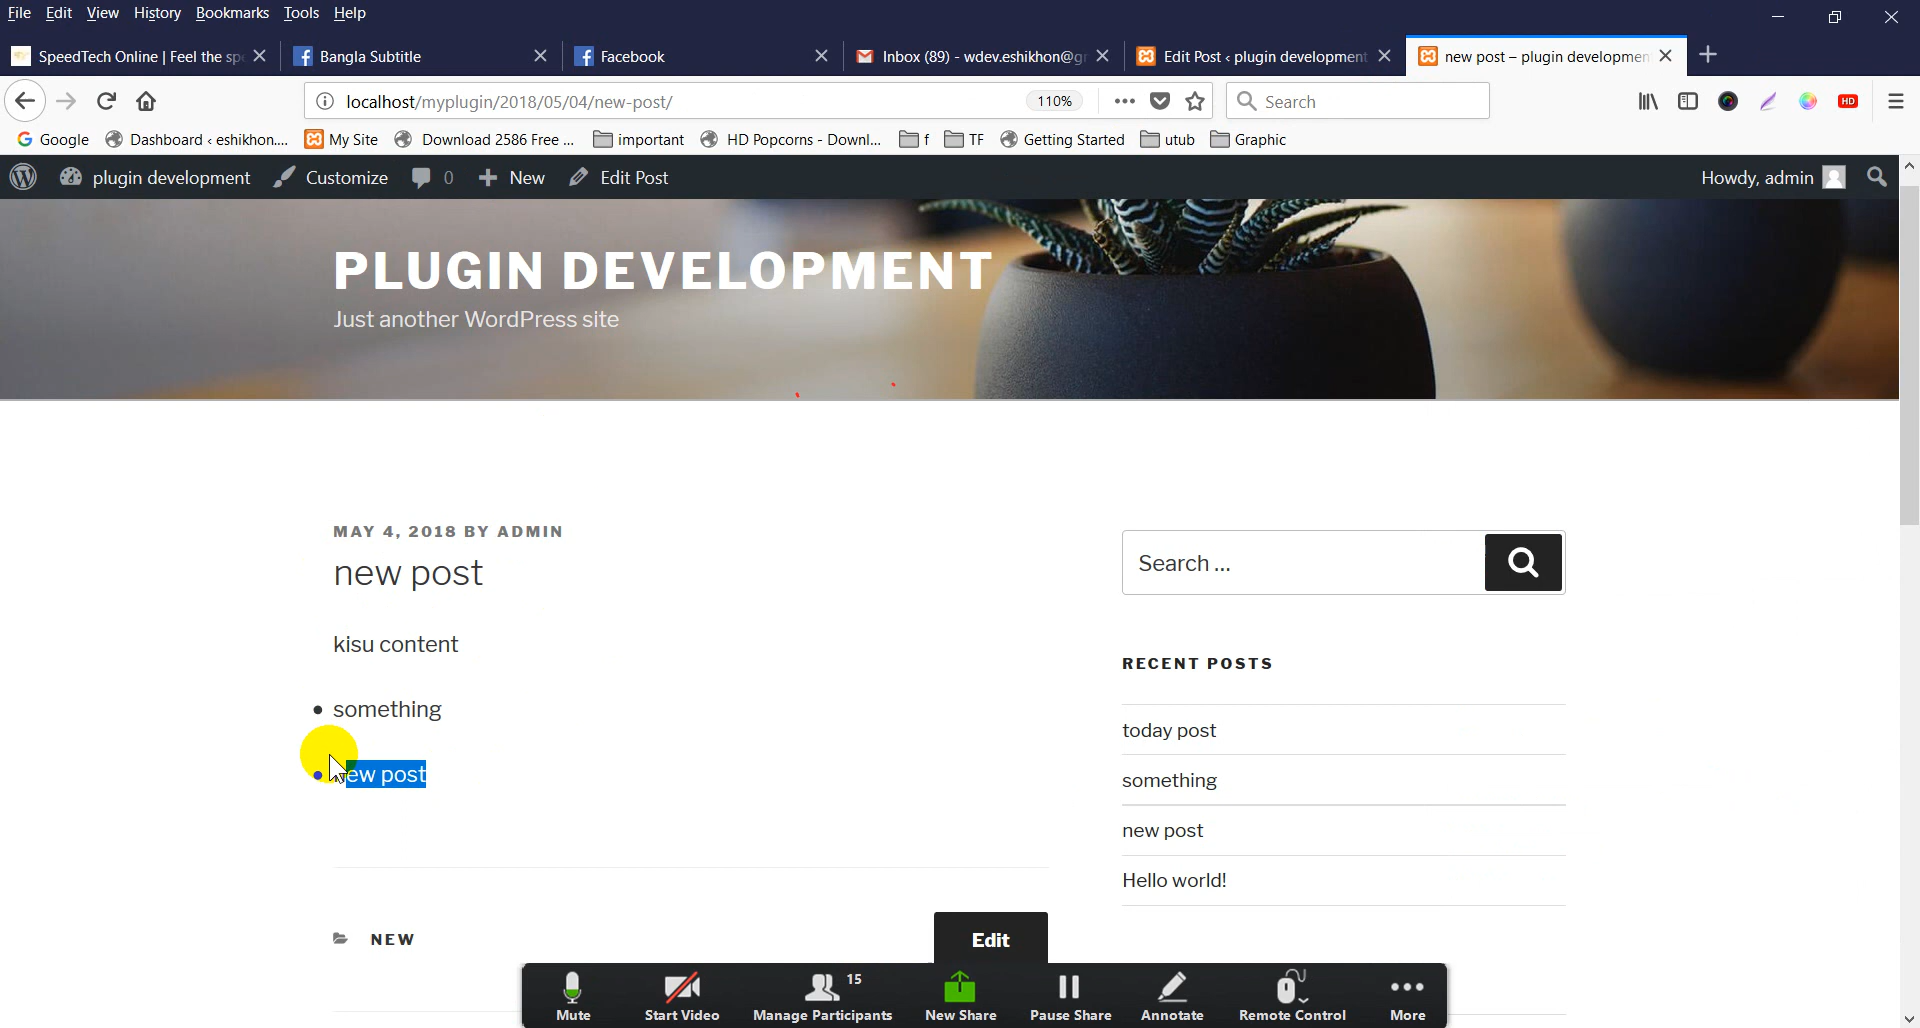 File Edit View History Bookmarks Tools Help
SpeedTech Online | Feel the sp
Bangla Subtitle
Facebook
Inbox (89) - wdev.eshikhon@g
Edit Post ‹ plugin development
new post – plugin developmen
localhost/myplugin/2018/05/04/new-post/
110%
Search
HD
Google
Dashboard ‹ eshikhon....
My Site
Download 2586 Free ...
important
HD Popcorns - Downl...
f
TF
Getting Started
utub
Graphic
plugin development
Customize
0
New
Edit Post
Howdy, admin
PLUGIN DEVELOPMENT
Just another WordPress site
MAY 4, 2018 BY ADMIN
new post
kisu content
something
new post
NEW
Edit
Search ...
RECENT POSTS
today post
something
new post
Hello world!
15
Mute
Start Video
Manage Participants
New Share
Pause Share
Annotate
Remote Control
More